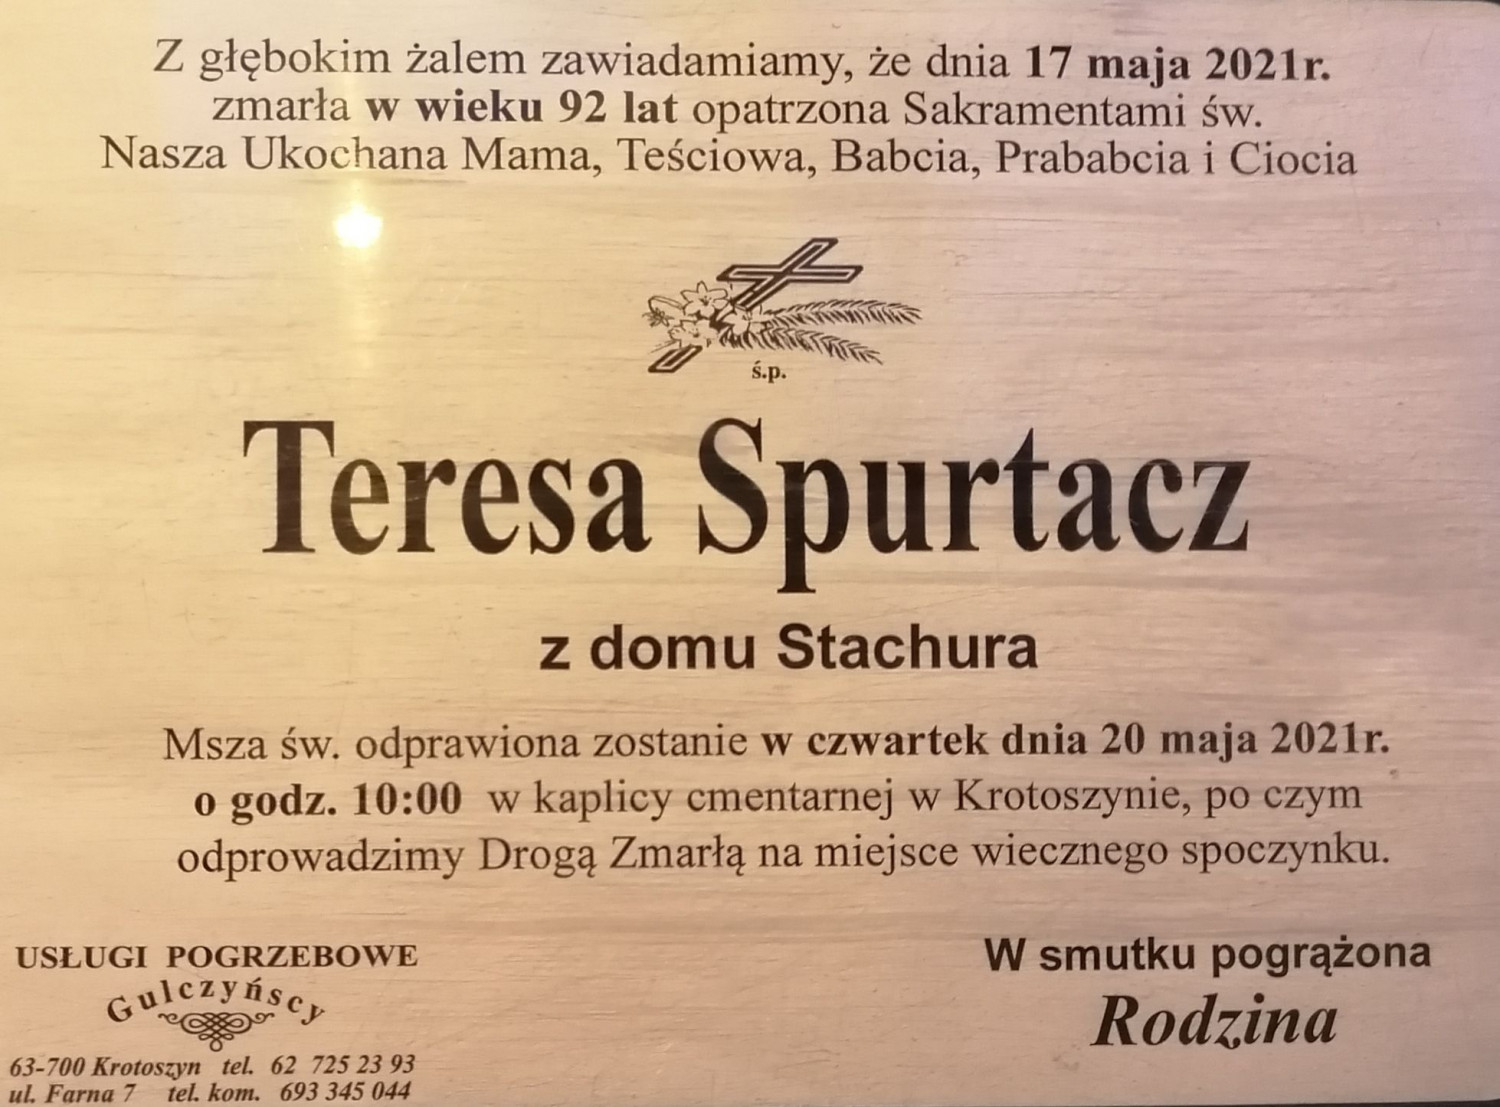 Z głębokim żalem zawiadamiamy, że dnia 17 maja 2021r.
zmarła w wieku 92 lat opatrzona Sakramentami św.
Nasza Ukochana Mama, Teściowa, Babcia, Prababcia i Ciocia
ś.p.
Teresa Spurtacz
z domu Stachura
Msza św. odprawiona zostanie w czwartek dnia 20 maja 2021r.
o godz. 10:00 w kaplicy cmentarnej w Krotoszynie, po czym
odprowadzimy Drogą Zmarłą na miejsce wiecznego spoczynku.
W smutku pogrążona
Rodzina
USŁUGI POGRZEBOWE
Gulczyńscy
63-700 Krotoszyn tel. 62 725 23 93
ul. Farna 7 tel. kom. 693 345 044